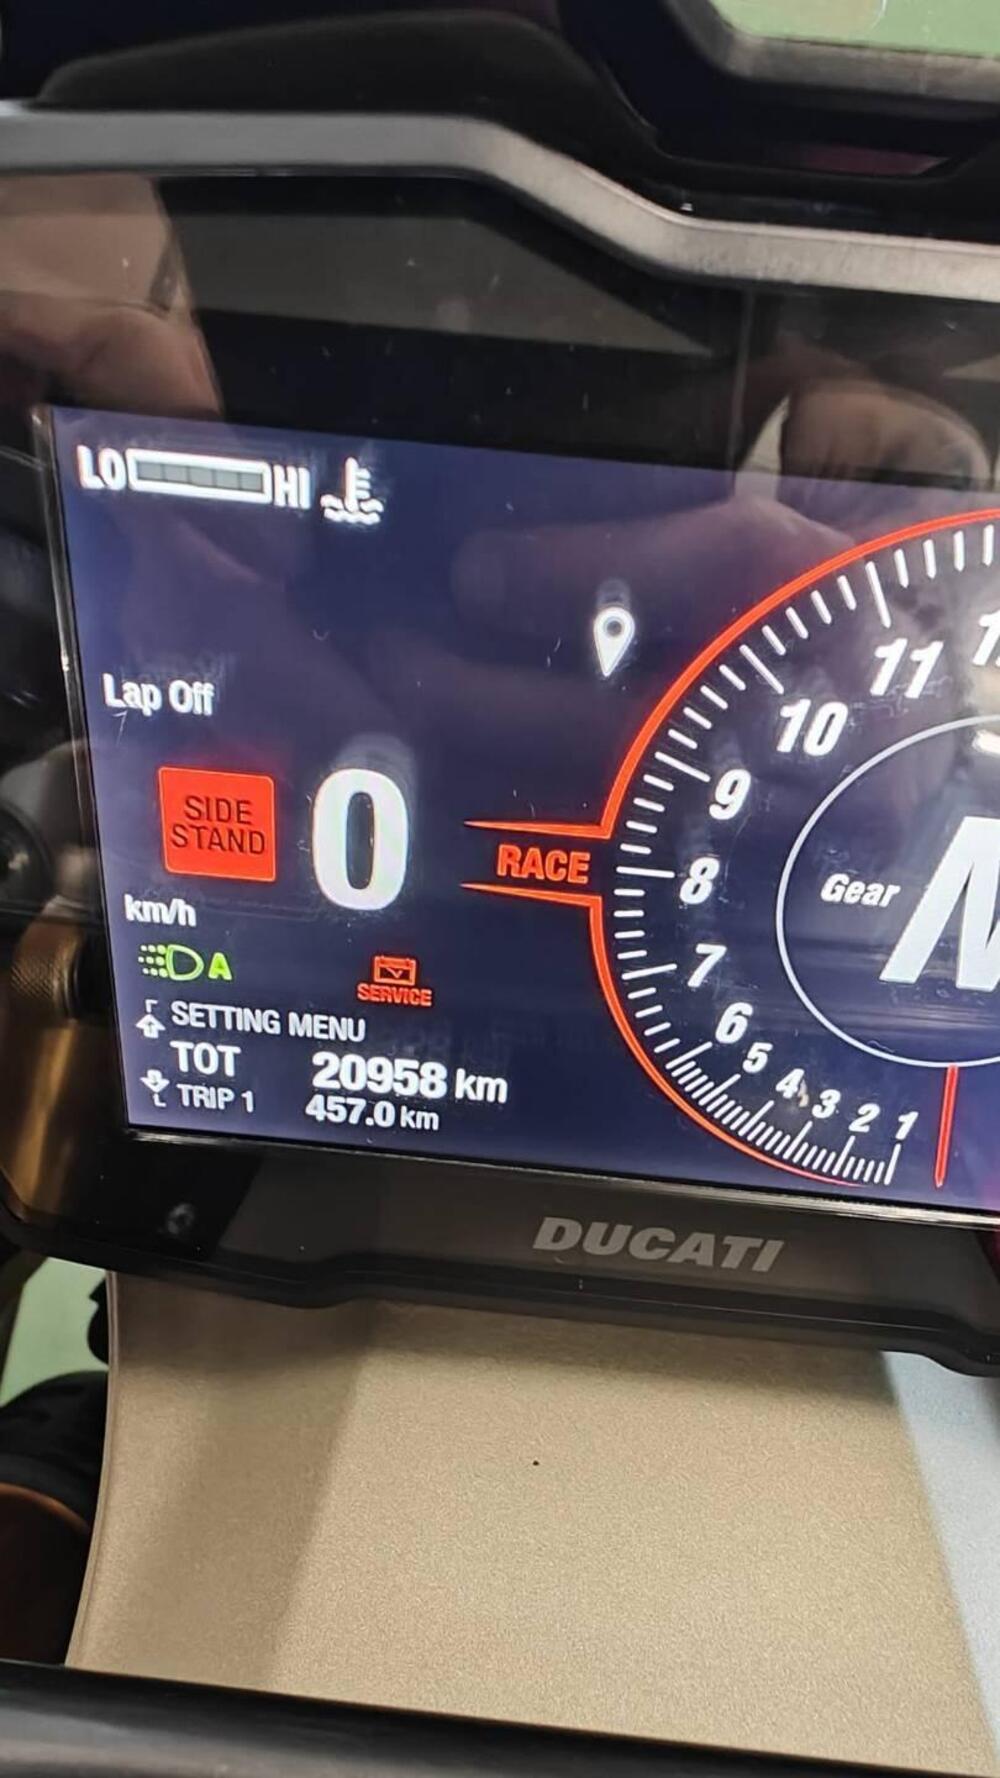 LO HI
11
10
Lap Off
9
SIDE
STAND
0
RACE
8
Gear
km/h
A
7
SERVICE
SETTING MENU
6
TOT 20958 km
5
4
3
2
1
TRIP 1 457.0 km
DUCATI